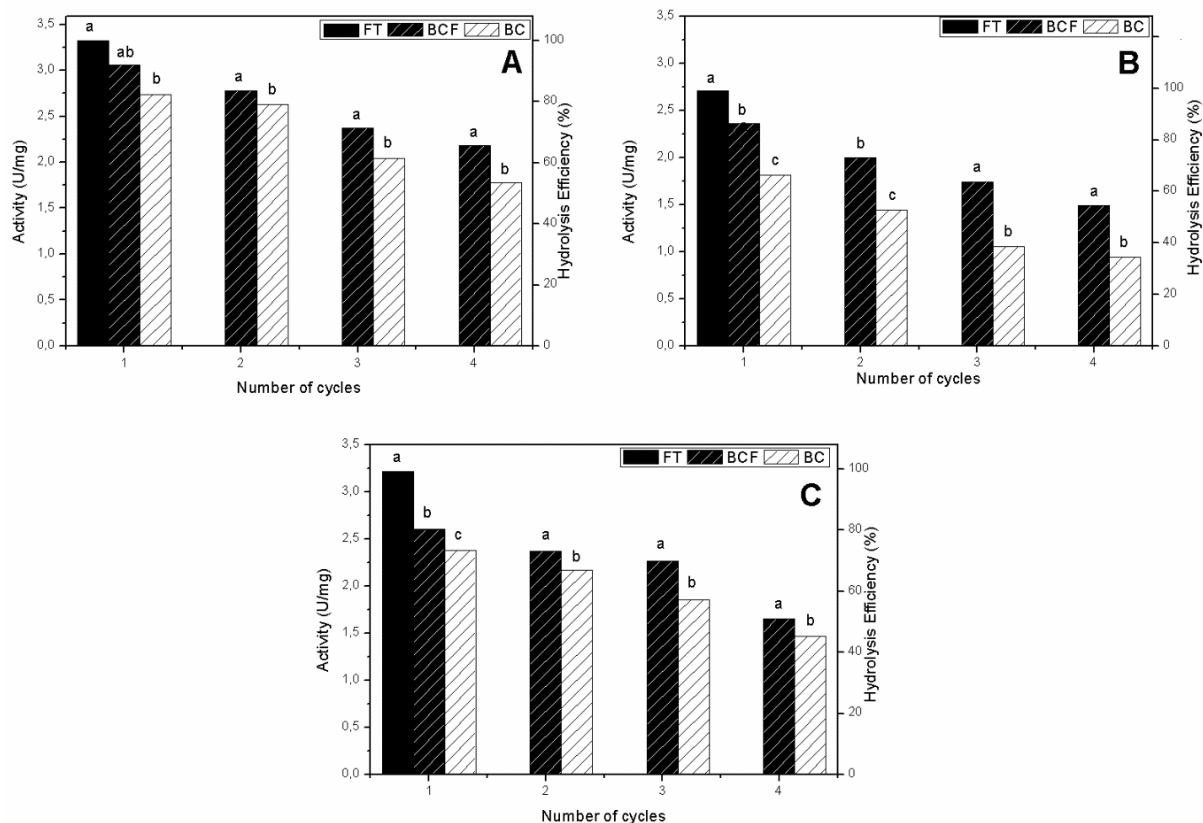 3,5
3,0
2,5
2,0
1,5
1,0
0,5
0,0
Activity (U/mg)
FT BCF BC
A
a
ab
b
a
b
a
b
a
b
100
80
60
40
20
0
Hydrolysis Efficiency (%)
1 2 3 4
Number of cycles
3,5
3,0
2,5
2,0
1,5
1,0
0,5
0,0
Activity (U/mg)
FT BCF BC
B
a
b
c
b
c
a
b
a
b
100
80
60
40
20
0
Hydrolysis Efficiency (%)
1 2 3 4
Number of cycles
3,5
3,0
2,5
2,0
1,5
1,0
0,5
0,0
Activity (U/mg)
FT BCF BC
C
a
b
c
a
b
a
b
a
b
100
80
60
40
20
0
Hydrolysis Efficiency (%)
1 2 3 4
Number of cycles